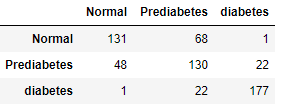 Normal Prediabetes diabetes
Normal 131 68 1
Prediabetes 48 130 22
diabetes 1 22 177